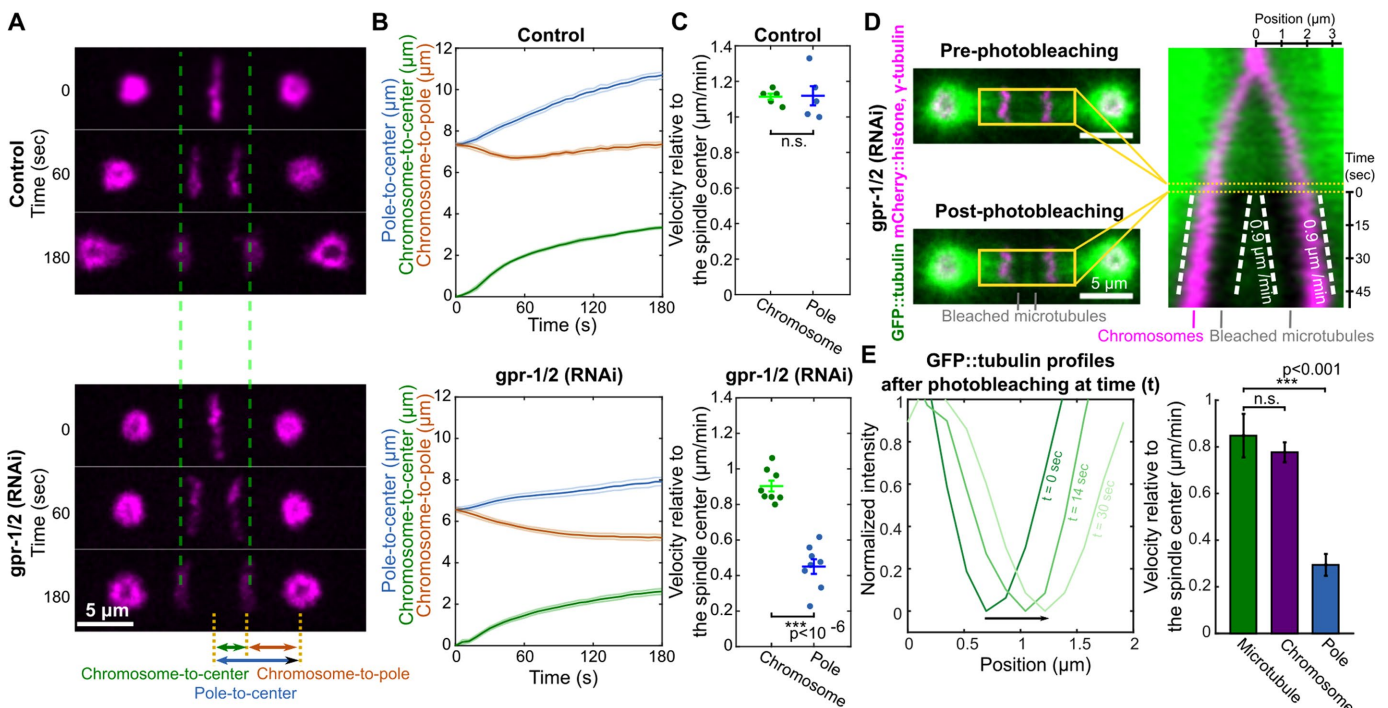 A
Control
Time (sec)
0
60
180
gpr-1/2 (RNAi)
Time (sec)
0
60
180
5 µm
Chromosome-to-center
Chromosome-to-pole
Pole-to-center
B
Control
Pole-to-center (µm)
Chromosome-to-center (µm)
Chromosome-to-pole (µm)
12
10
8
6
4
2
0
0
60
120
180
Time (s)
gpr-1/2 (RNAi)
Pole-to-center (µm)
Chromosome-to-center (µm)
Chromosome-to-pole (µm)
12
10
8
6
4
2
0
0
60
120
180
Time (s)
C
Control
Velocity relative to
the spindle center (µm/min)
1.4
1.2
1
0.8
0.6
0.4
0.2
0
n.s.
Chromosome
Pole
gpr-1/2 (RNAi)
Velocity relative to
the spindle center (µm/min)
1.4
1.2
1
0.8
0.6
0.4
0.2
0
***
p<10 -6
Chromosome
Pole
D
gpr-1/2 (RNAi)
GFP::tubulin mCherry::histone, γ-tubulin
Pre-photobleaching
Post-photobleaching
5 µm
Bleached microtubules
Position (µm)
0 1 2 3
Time
(sec)
0
15
30
45
0.9 µm /min
0.9 µm /min
Chromosomes
Bleached microtubules
E
GFP::tubulin profiles
after photobleaching at time (t)
Normalized intensity
1
0.8
0.6
0.4
0.2
0
t = 0 sec
t = 14 sec
t = 30 sec
0
0.5
1
1.5
2
Position (µm)
p<0.001
***
n.s.
Velocity relative to
the spindle center (µm/min)
1
0.8
0.6
0.4
0.2
0
Microtubule
Chromosome
Pole